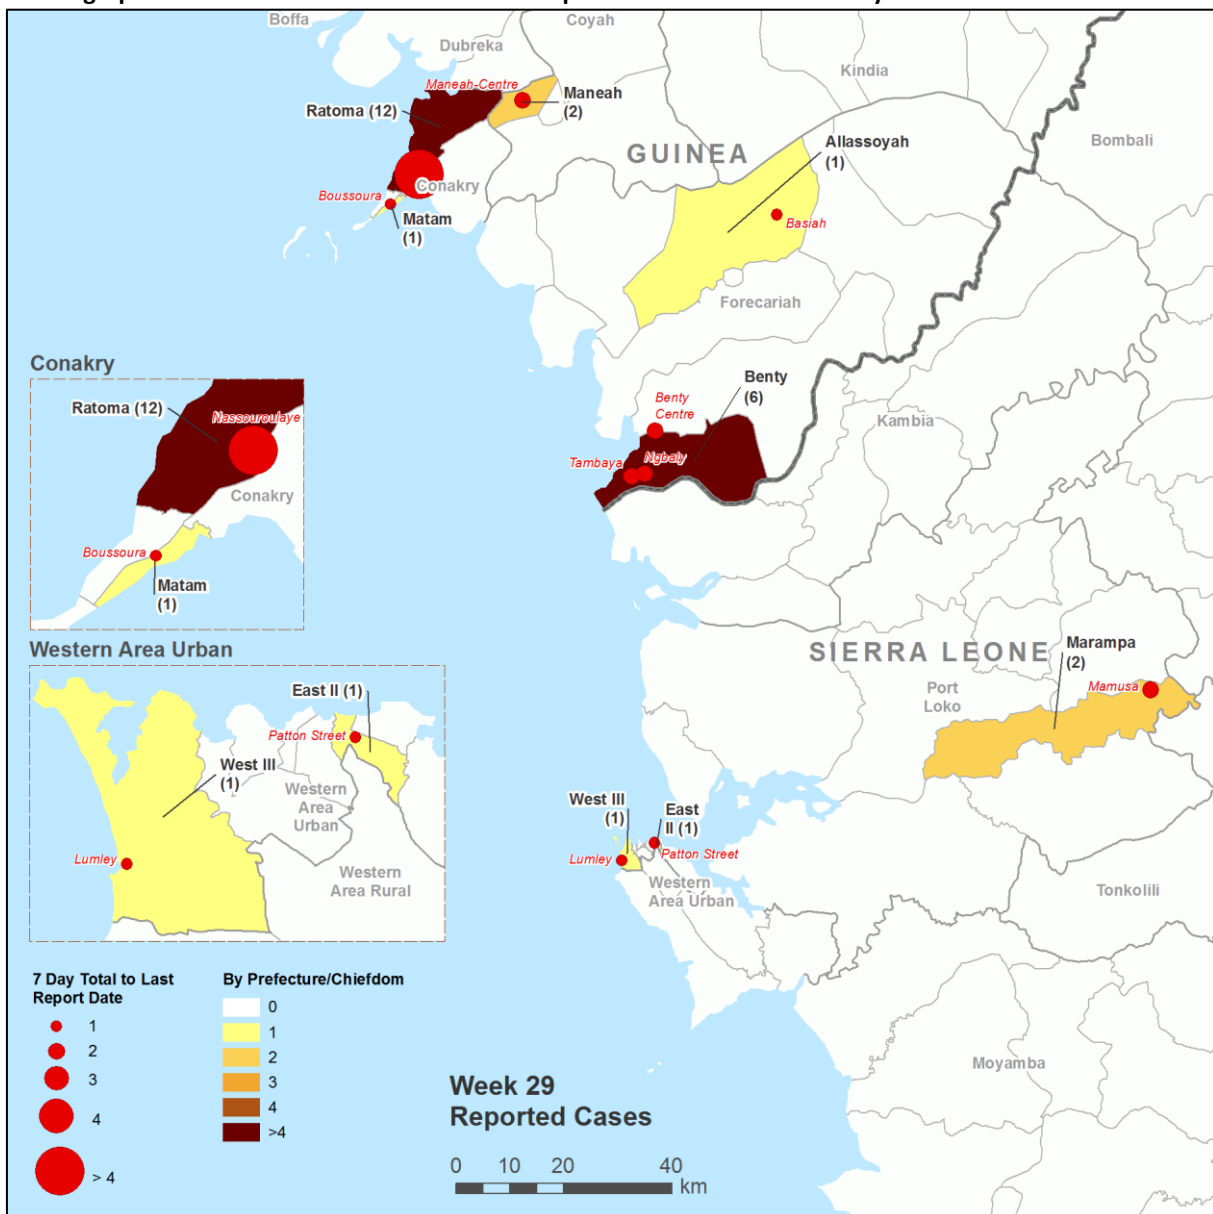 Boffa
Coyah
Dubreka
Kindia
Maneah-Centre
Maneah
(2)
Ratoma (12)
Bombali
Allassoyah
(1)
GUINEA
Conakry
Boussoura
Matam
(1)
Basiah
Forecariah
Conakry
Ratoma (12)
Nassouroulaye
Conakry
Boussoura
Matam
(1)
Benty
(6)
Benty
Centre
Kambia
Tambaya
Ngbaly
Western Area Urban
East II (1)
Patton Street
West III
(1)
Western
Area
Urban
Lumley
Western
Area Rural
SIERRA LEONE
Marampa
(2)
Port
Loko
Mamusa
West III
(1)
East
II (1)
Lumley
Patton Street
Western
Area Urban
Tonkolili
Moyamba
7 Day Total to Last
Report Date
1
2
3
4
> 4
By Prefecture/Chiefdom
0
1
2
3
4
>4
Week 29
Reported Cases
0 10 20 40
km